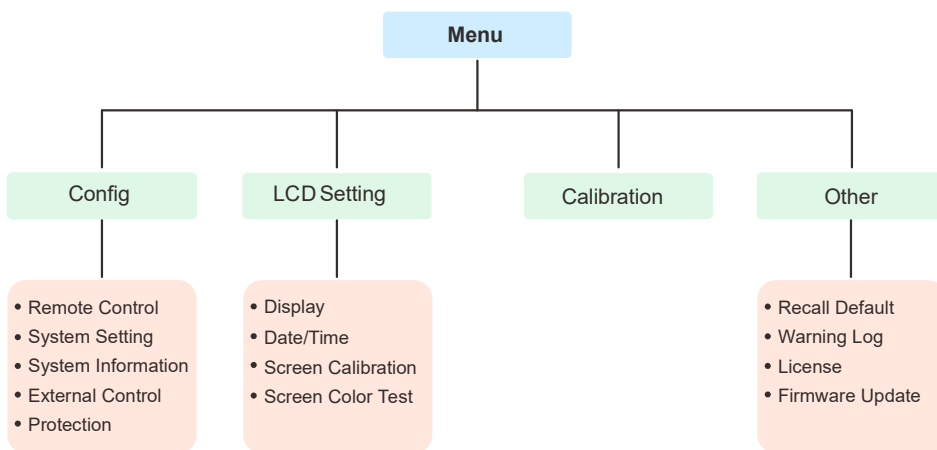 Menu
Config
LCD Setting
Calibration
Other
• Remote Control
• System Setting
• System Information
• External Control
• Protection
• Display
• Date/Time
• Screen Calibration
• Screen Color Test
• Recall Default
• Warning Log
• License
• Firmware Update